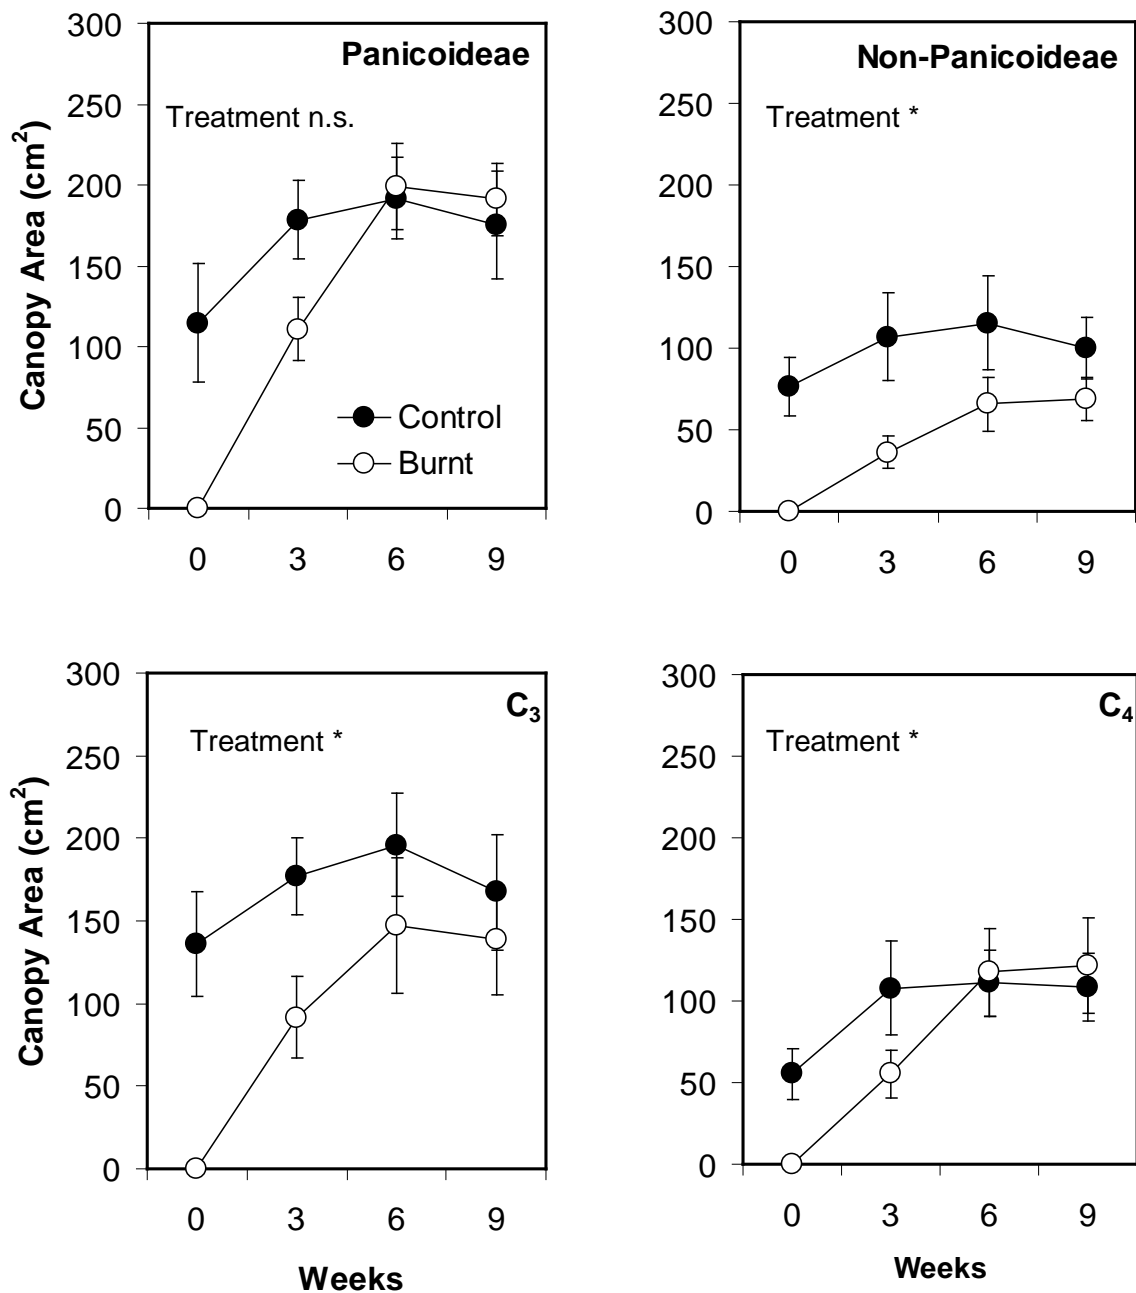 Panicoideae
Treatment n.s.
Canopy Area (cm²)
300
250
200
150
100
50
0
Control
Burnt
0 3 6 9
Non-Panicoideae
Treatment *
300
250
200
150
100
50
0
0 3 6 9
C₃
Treatment *
Canopy Area (cm²)
300
250
200
150
100
50
0
0 3 6 9
Weeks
C₄
Treatment *
300
250
200
150
100
50
0
0 3 6 9
Weeks